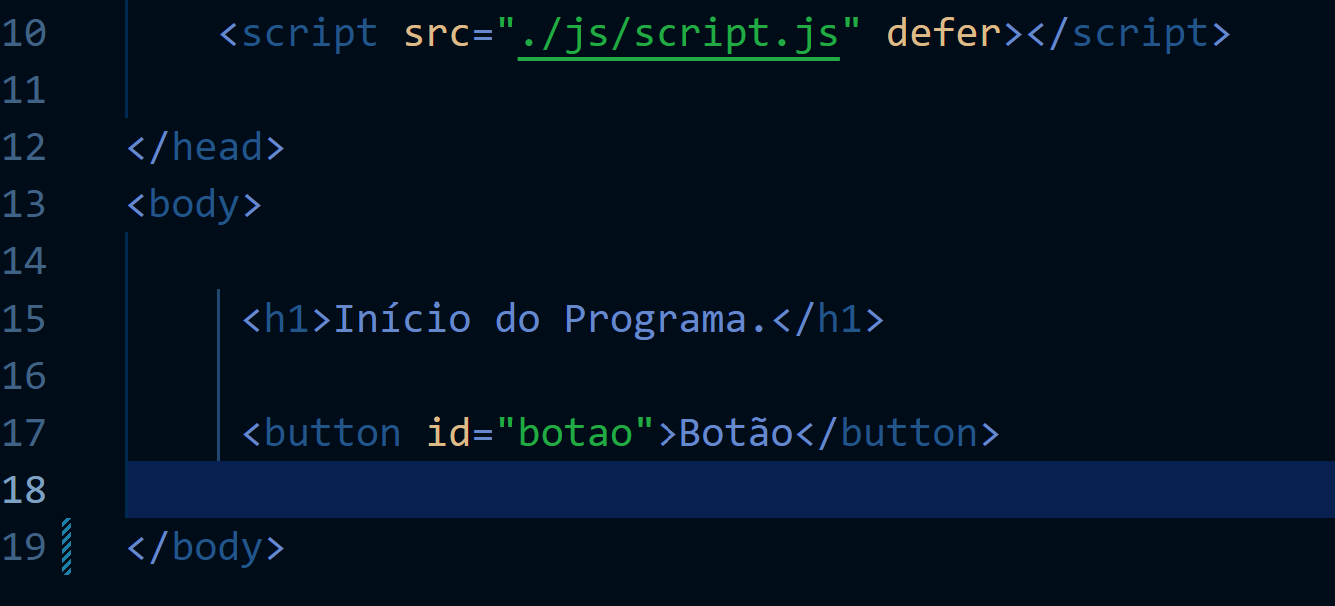 10 <script src="./js/script.js" defer></script>
11
12 </head>
13 <body>
14
15 <h1>Início do Programa.</h1>
16
17 <button id="botao">Botão</button>
18
19 </body>